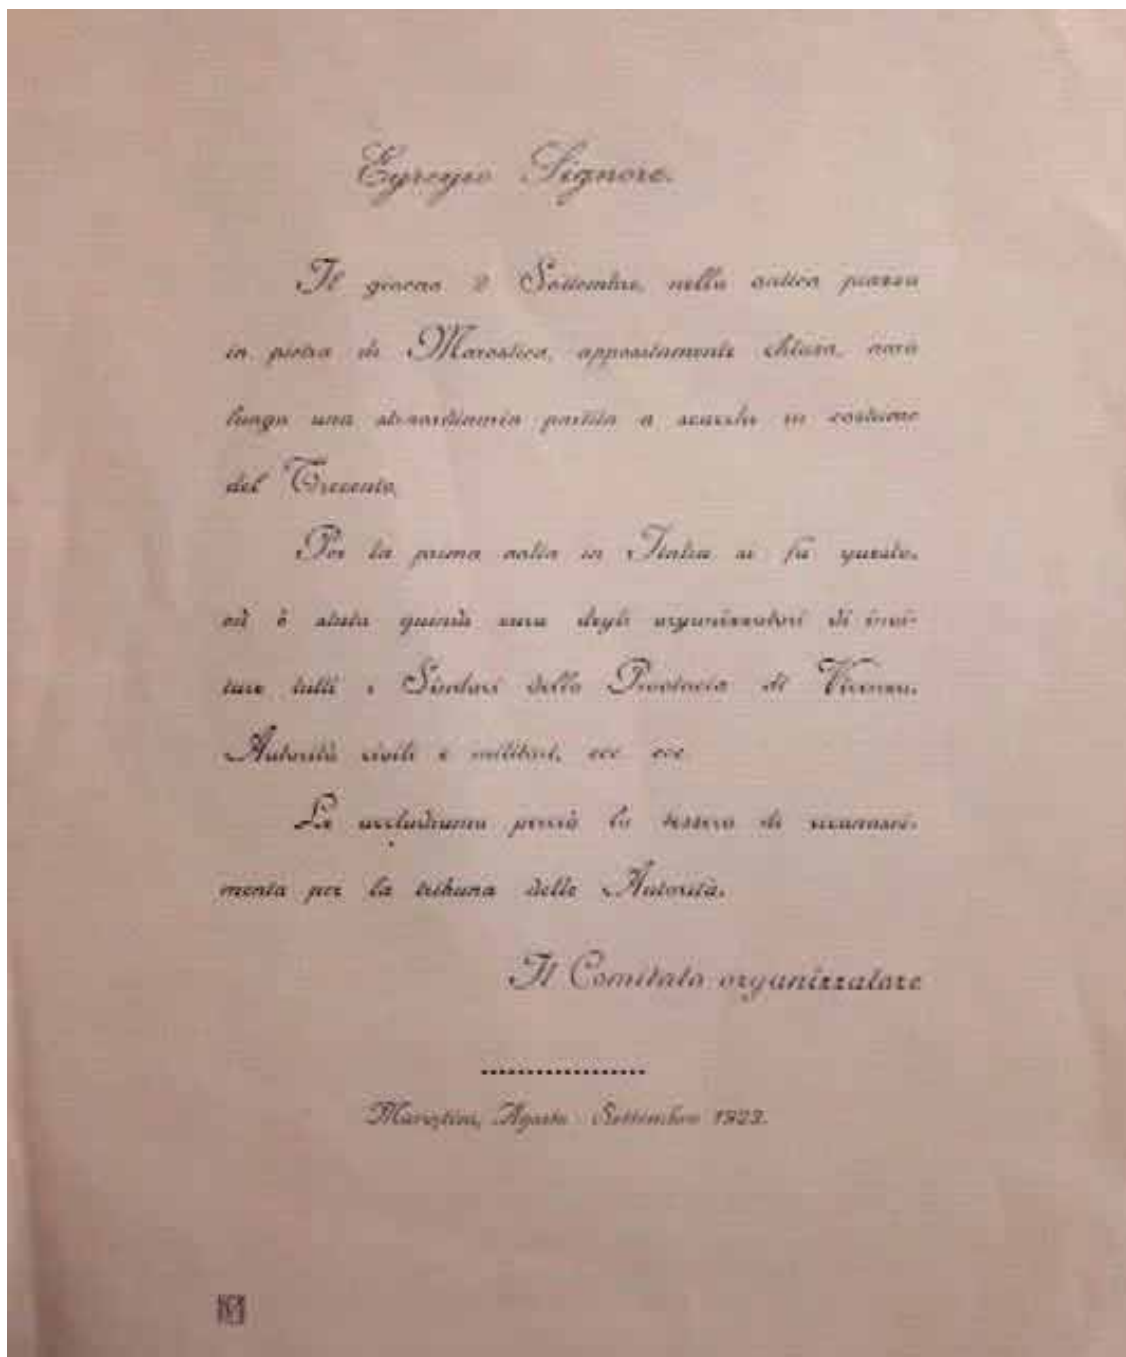 Egregio Signore.
Il giorno 2 Settembre, nella antica piazza
in pietra di Marostica, appositamente chiusa, avrà
luogo una straordinaria partita a scacchi in costume
del Trecento.
Per la prima volta in Italia si fa questo,
ed è stata quindi cura degli organizzatori di invi-
tare tutti i Sindaci della Provincia di Vicenza,
Autorità civili e militari, ecc. ecc.
Le accludiamo perciò la tessera di riconosci-
mento per la tribuna delle Autorità.
Il Comitato organizzatore
Marostica, Agosto - Settembre 1923.